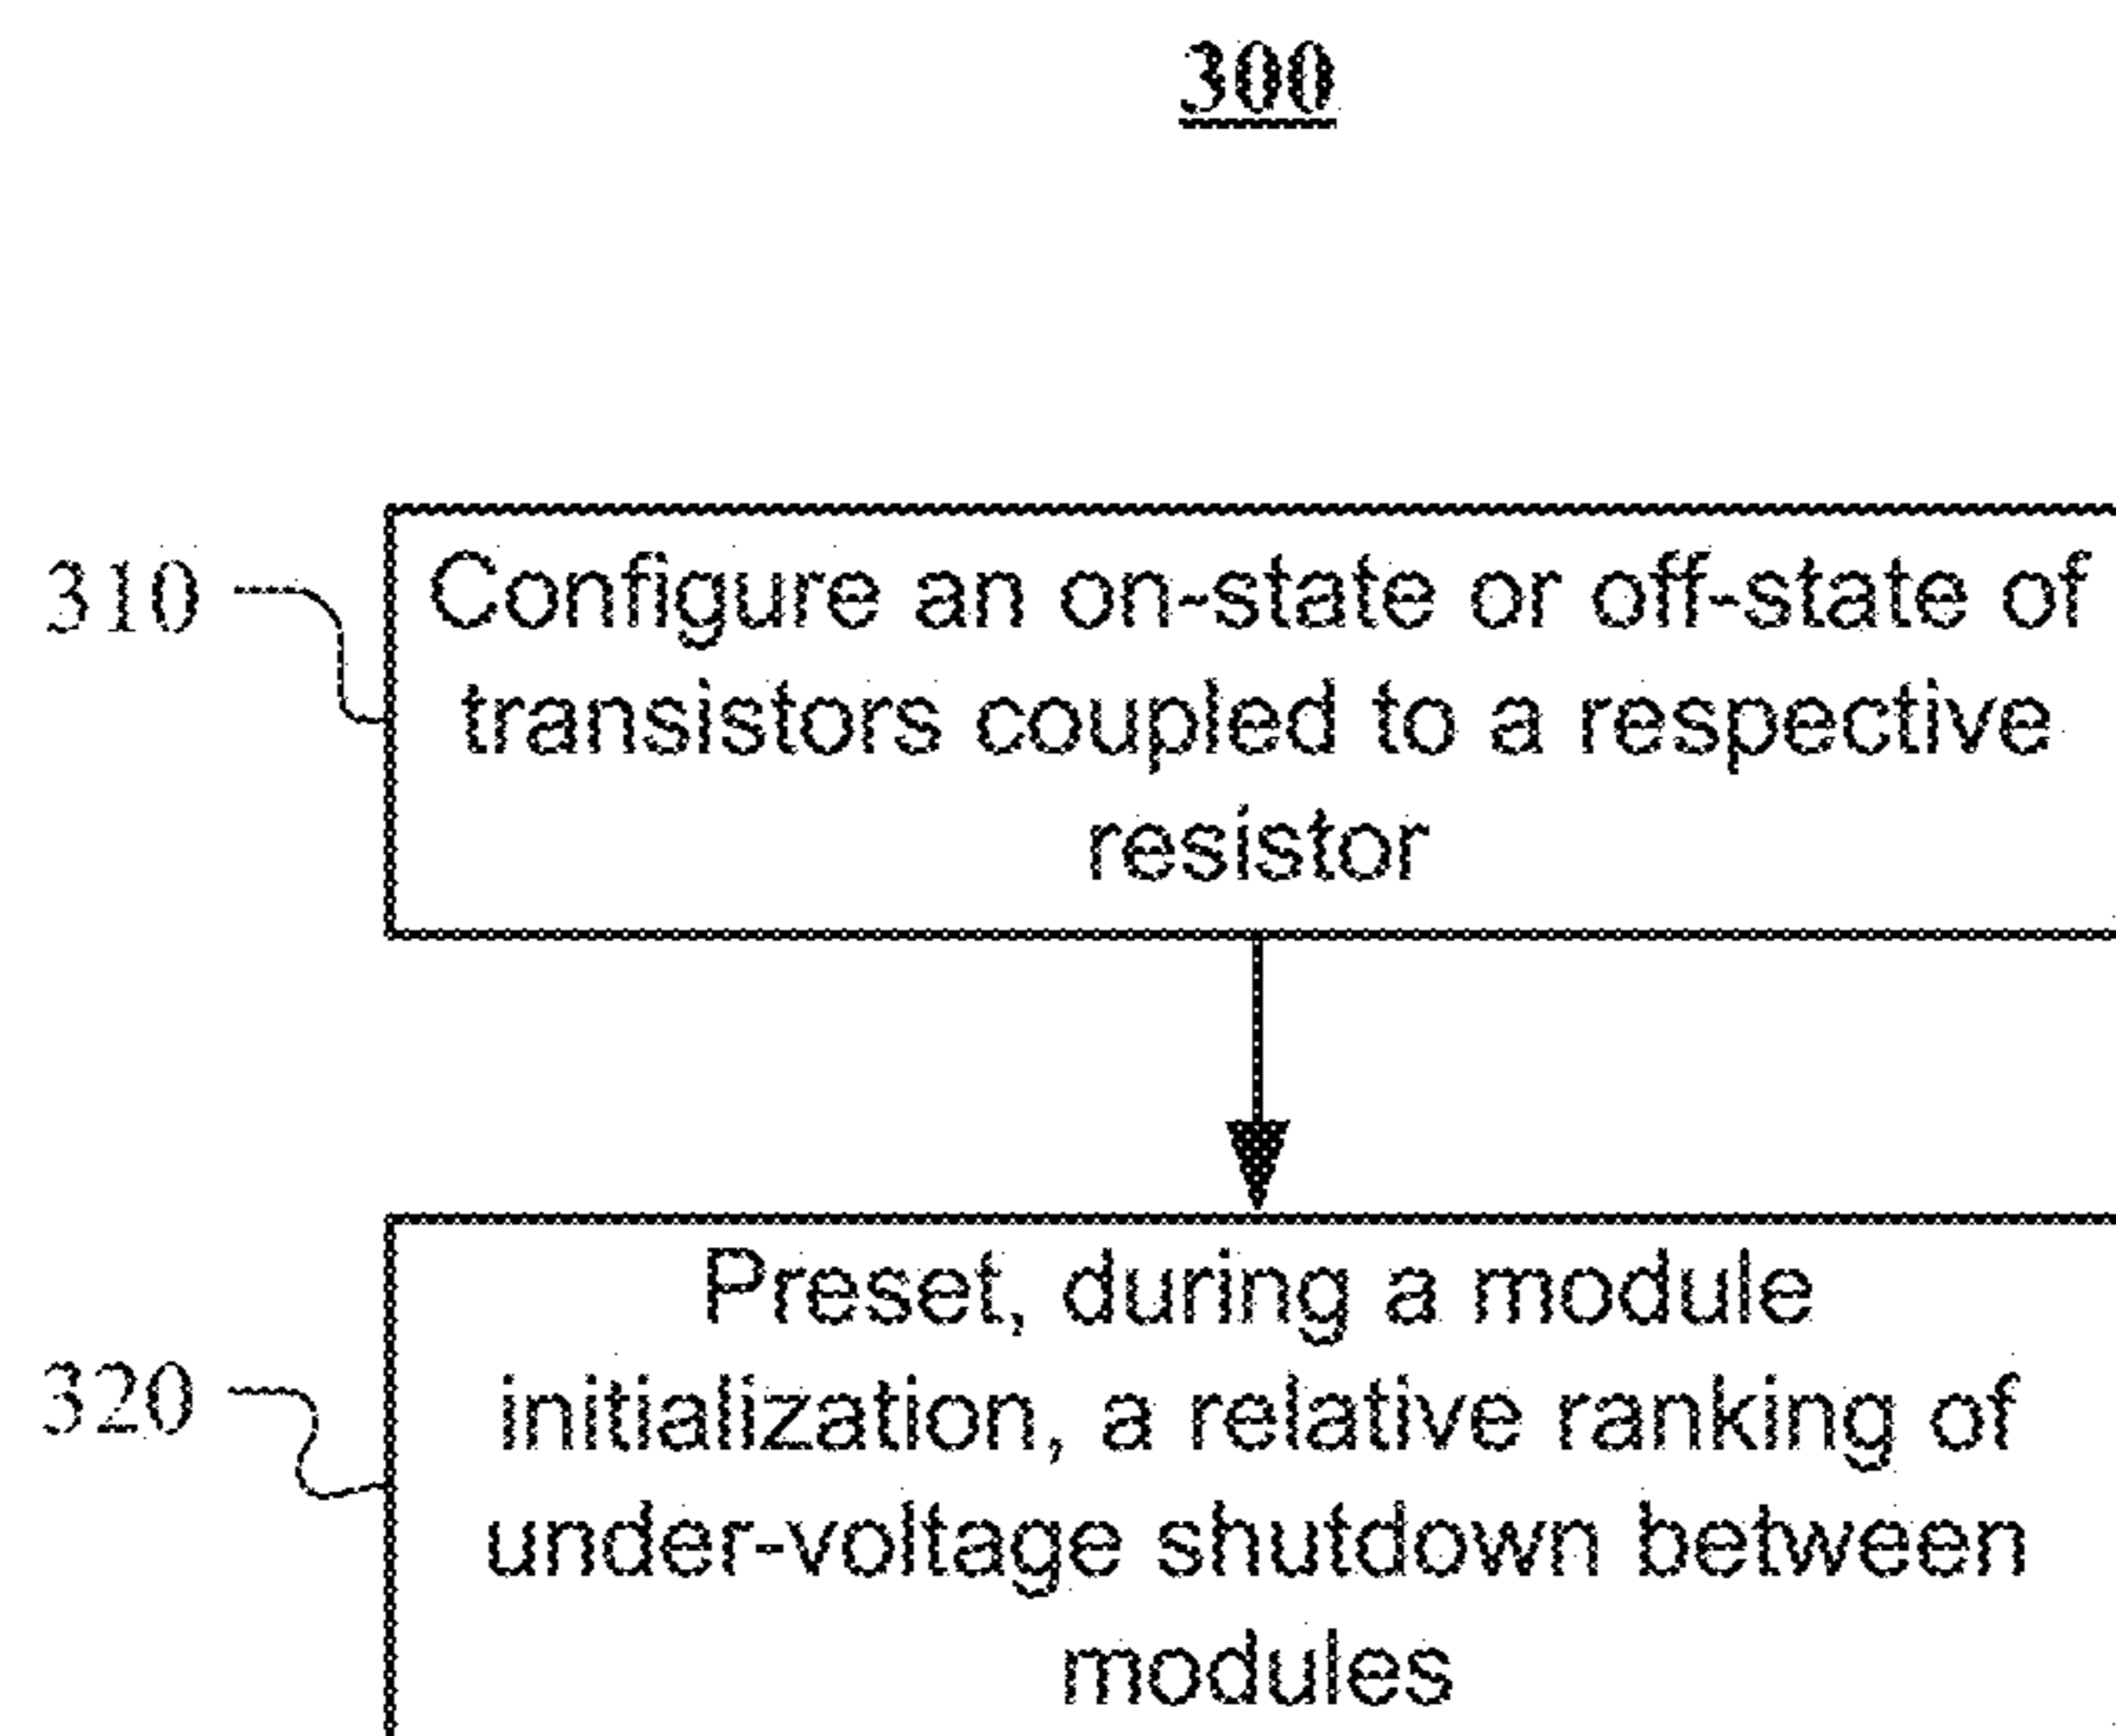 300
310
Configure an on-state or off-state of
transistors coupled to a respective
resistor
320
Preset, during a module
initialization, a relative ranking of
under-voltage shutdown between
modules